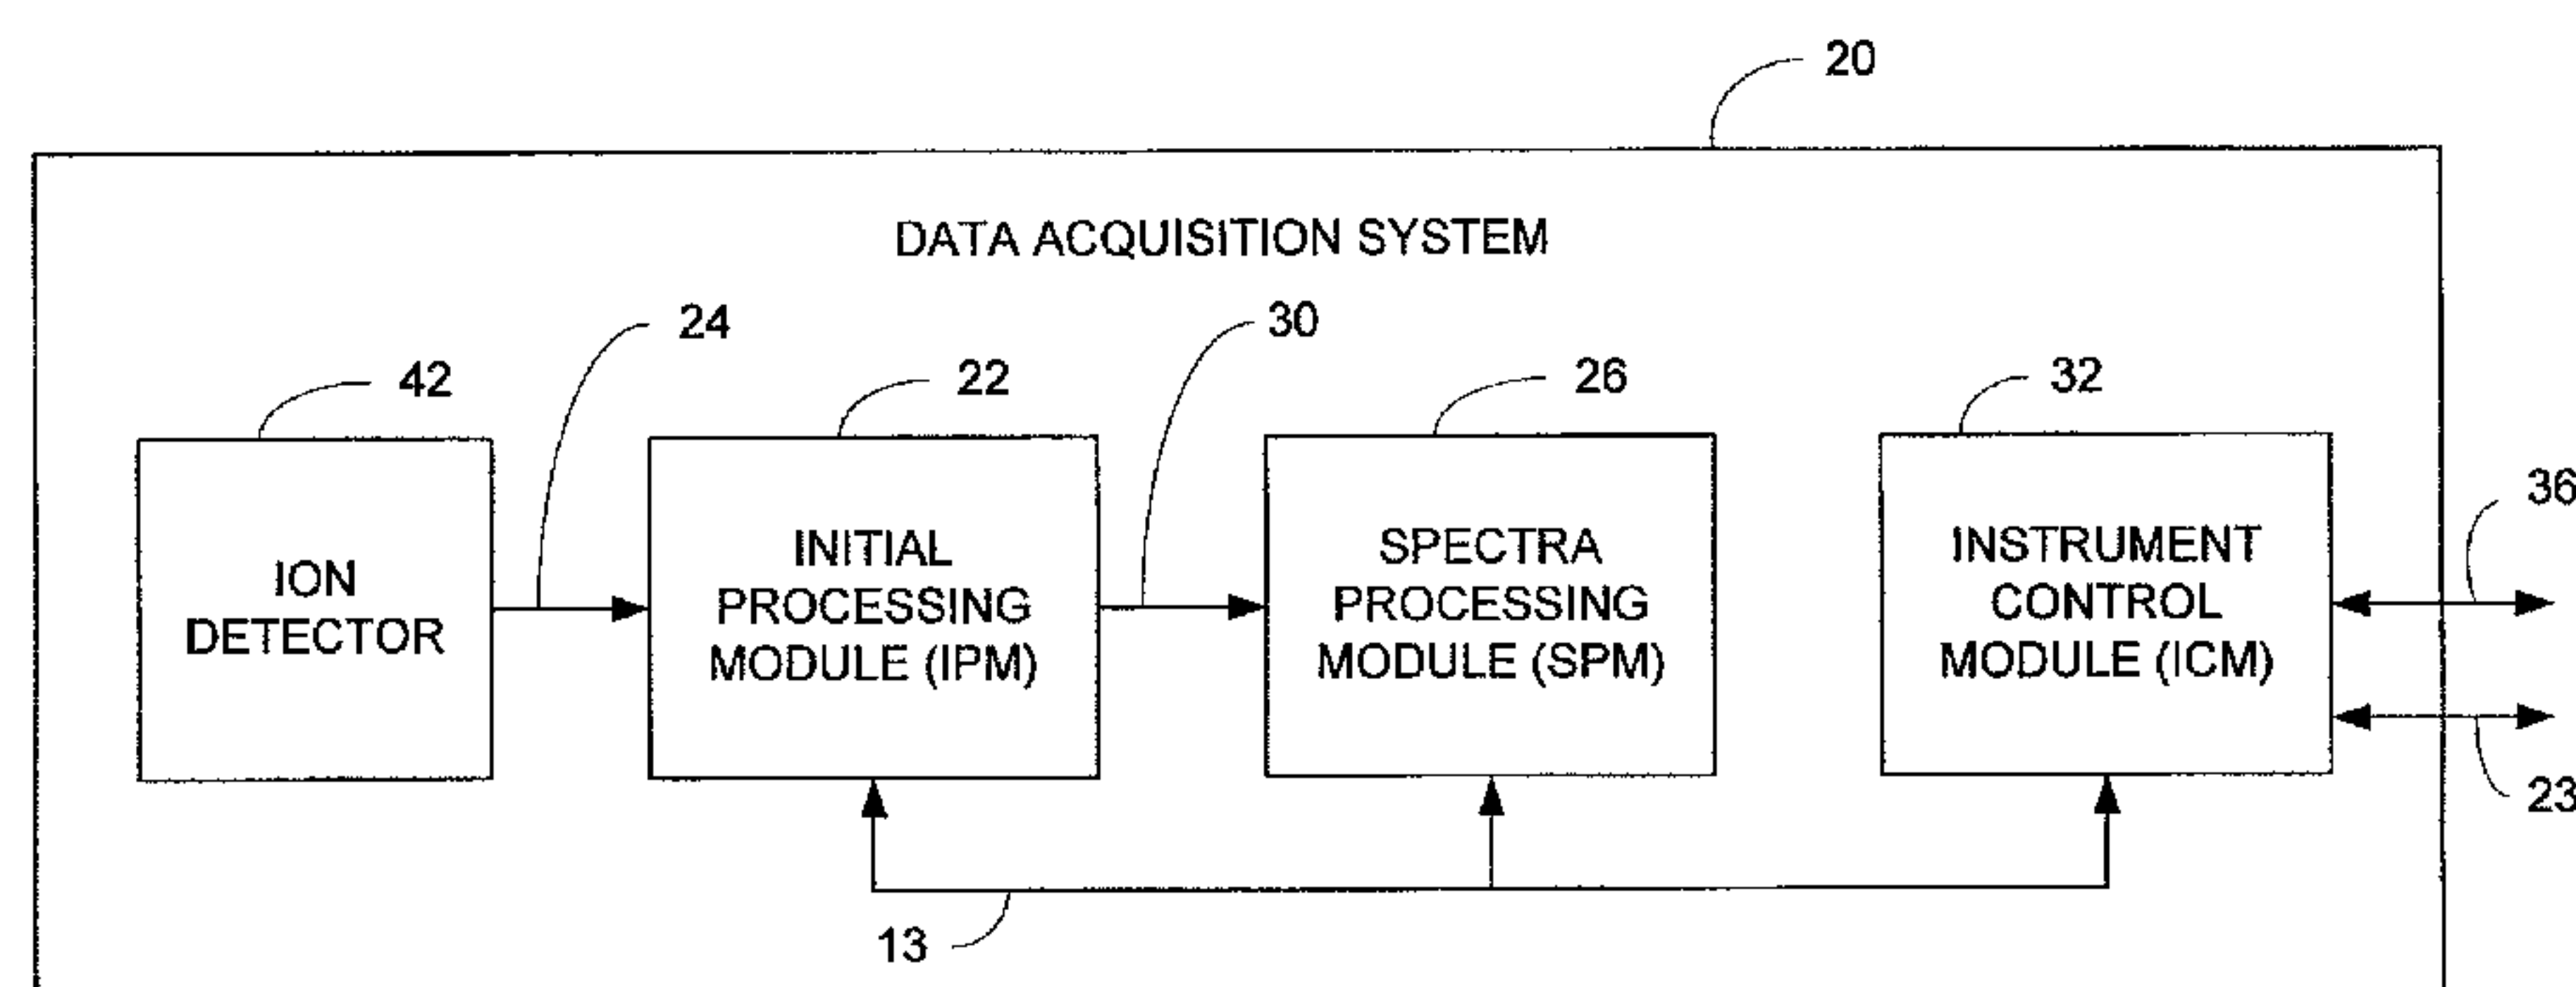 20
DATA ACQUISITION SYSTEM
24
30
42
22
26
32
36
ION
DETECTOR
INITIAL
PROCESSING
MODULE (IPM)
SPECTRA
PROCESSING
MODULE (SPM)
INSTRUMENT
CONTROL
MODULE (ICM)
23
13